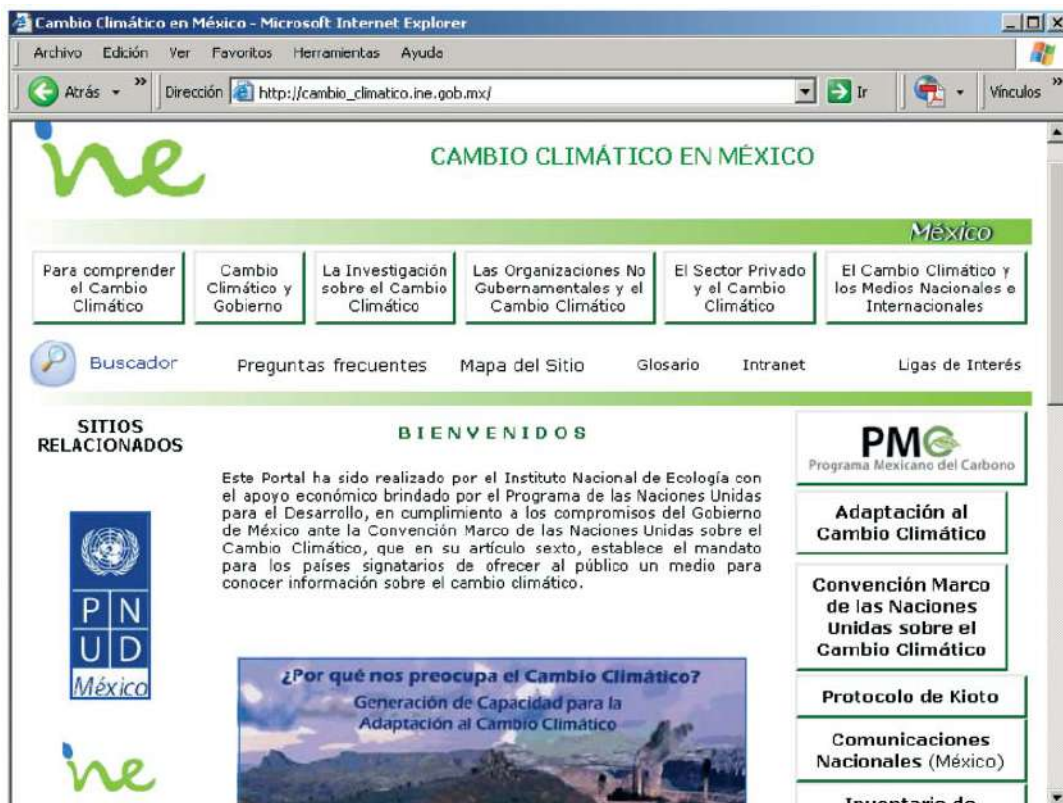 Cambio Climático en México - Microsoft Internet Explorer
Archivo Edición Ver Favoritos Herramientas Ayuda
Atrás » Dirección http://cambio_climatico.ine.gob.mx/ Ir Vínculos »
ine
CAMBIO CLIMÁTICO EN MÉXICO
México
Para comprender
el Cambio
Climático
Cambio
Climático y
Gobierno
La Investigación
sobre el Cambio
Climático
Las Organizaciones No
Gubernamentales y el
Cambio Climático
El Sector Privado
y el Cambio
Climático
El Cambio Climático y
los Medios Nacionales e
Internacionales
Buscador Preguntas frecuentes Mapa del Sitio Glosario Intranet Ligas de Interés
SITIOS
RELACIONADOS
P N
U D
México
ine
BIENVENIDOS
Este Portal ha sido realizado por el Instituto Nacional de Ecología con
el apoyo económico brindado por el Programa de las Naciones Unidas
para el Desarrollo, en cumplimiento a los compromisos del Gobierno
de México ante la Convención Marco de las Naciones Unidas sobre el
Cambio Climático, que en su artículo sexto, establece el mandato
para los países signatarios de ofrecer al público un medio para
conocer información sobre el cambio climático.
¿Por qué nos preocupa el Cambio Climático?
Generación de Capacidad para la
Adaptación al Cambio Climático
PMC
Programa Mexicano del Carbono
Adaptación al
Cambio Climático
Convención Marco
de las Naciones
Unidas sobre el
Cambio Climático
Protocolo de Kioto
Comunicaciones
Nacionales (México)
Inventario de